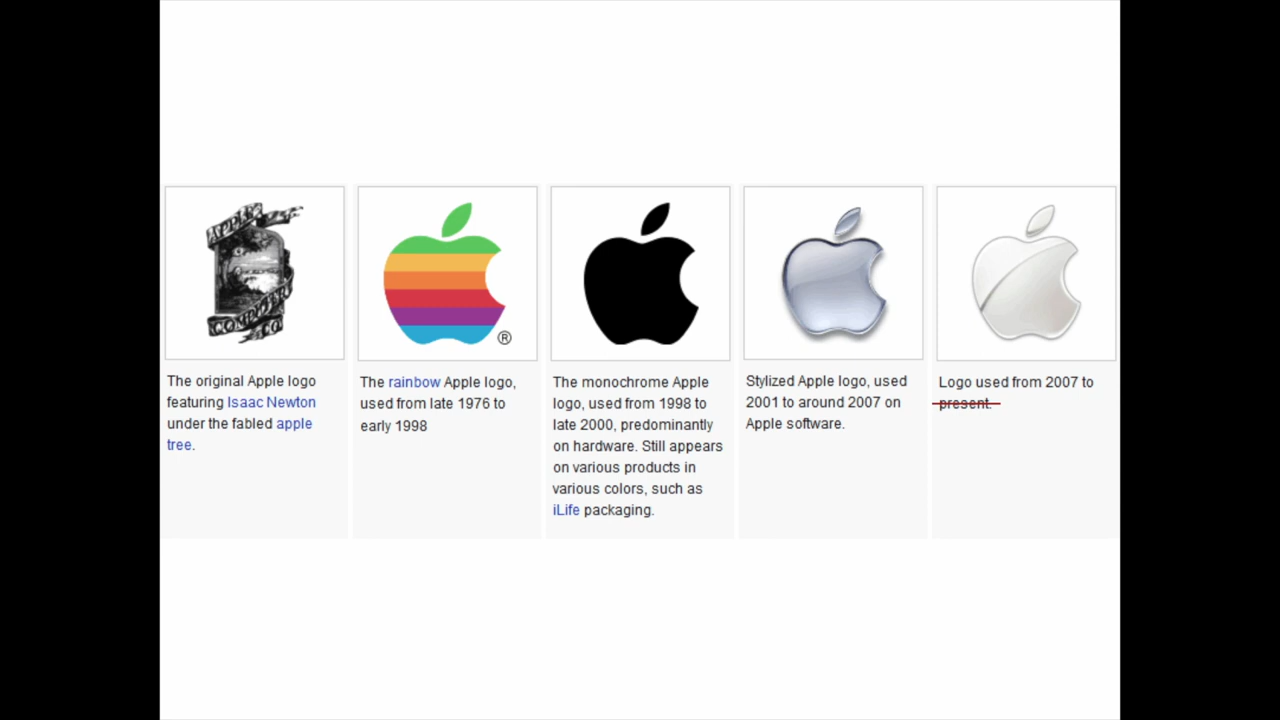 APPLE
COMPUTER
CO
®
The original Apple logo
featuring Isaac Newton
under the fabled apple
tree.
The rainbow Apple logo,
used from late 1976 to
early 1998
The monochrome Apple
logo, used from 1998 to
late 2000, predominantly
on hardware. Still appears
on various products in
various colors, such as
iLife packaging.
Stylized Apple logo, used
2001 to around 2007 on
Apple software.
Logo used from 2007 to
present.